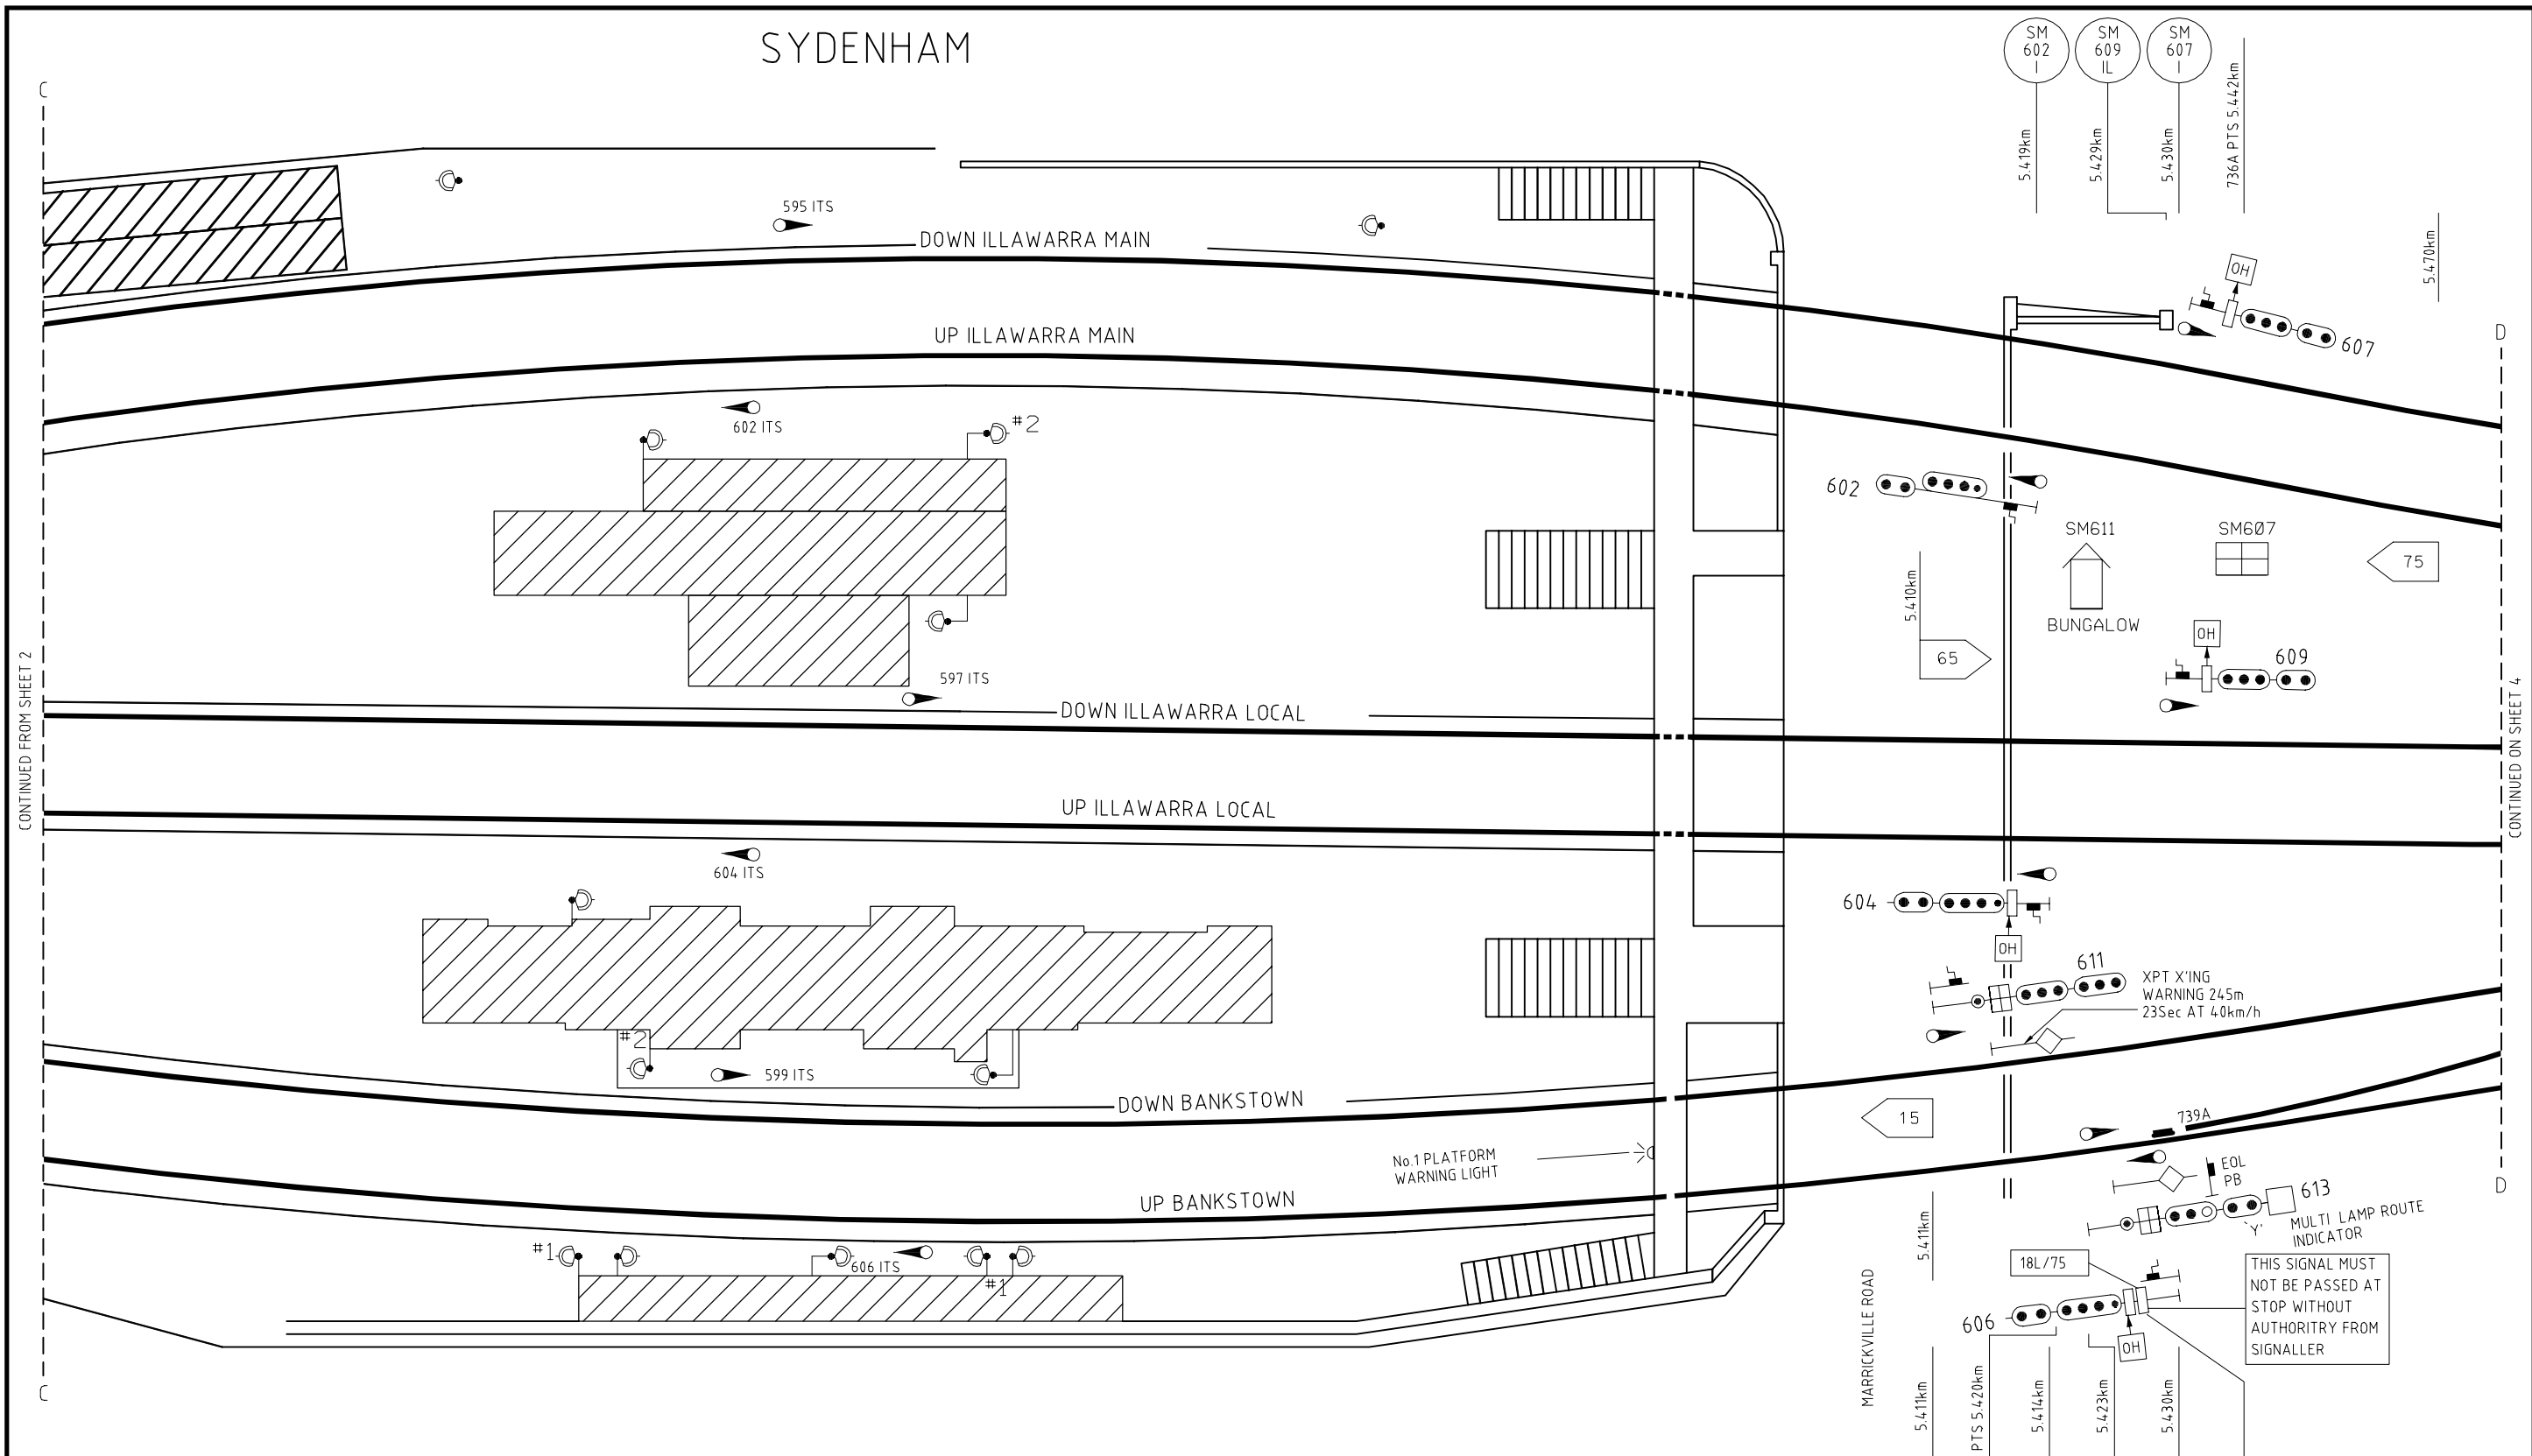 SYDENHAM
SM
602
I
SM
609
IL
SM
607
I
5.419km
5.429km
5.430km
736A PTS 5.442km
5.470km
C
595 ITS
DOWN ILLAWARRA MAIN
OH
607
D
UP ILLAWARRA MAIN
602 ITS
#2
602
SM611
BUNGALOW
SM607
75
5.410km
65
OH
609
597 ITS
CONTINUED FROM SHEET 2
CONTINUED ON SHEET 4
DOWN ILLAWARRA LOCAL
UP ILLAWARRA LOCAL
604 ITS
604
OH
611
XPT X'ING
WARNING 245m
23Sec AT 40km/h
#2
599 ITS
DOWN BANKSTOWN
15
739A
No.1 PLATFORM
WARNING LIGHT
EOL
PB
613
'Y'
MULTI LAMP ROUTE
INDICATOR
D
UP BANKSTOWN
#1
606 ITS
#1
5.411km
MARRICKVILLE ROAD
18L/75
606
OH
THIS SIGNAL MUST
NOT BE PASSED AT
STOP WITHOUT
AUTHORITRY FROM
SIGNALLER
C
5.411km
PTS 5.420km
5.414km
5.423km
5.430km